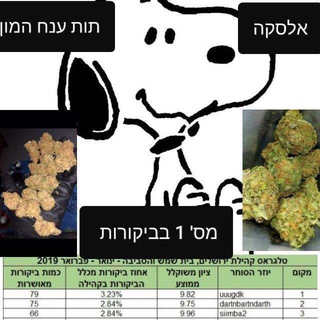 תות ענח המון
אלסקה
מס' 1 בביקורות
טלגראס קהילת ירושלים, בית שמש והסביבה - ינואר - פברואר 2019
מקום יוזר הסוחר ציון משוקלל ממוצע אחוז ביקורות מכלל הביקורות בקהילה כמות ביקורות מאושרות
1 uuugdk 9.82 3.23% 79
2 dartnbartndarth 9.75 2.84% 75
3 siimba2 9.96 2.84% 66